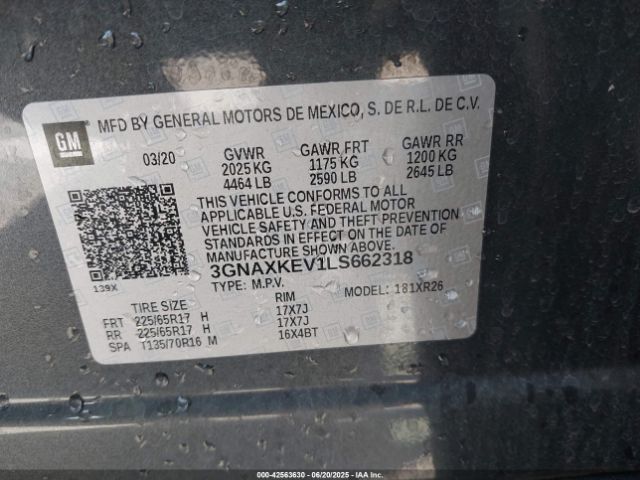 GM
MFD BY GENERAL MOTORS DE MEXICO, S. DE R.L. DE C.V.
03/20 GVWR GAWR FRT GAWR RR
2025 KG 1175 KG 1200 KG
4464 LB 2590 LB 2645 LB
THIS VEHICLE CONFORMS TO ALL
APPLICABLE U.S. FEDERAL MOTOR
VEHICLE SAFETY AND THEFT PREVENTION
STANDARDS IN EFFECT ON THE DATE OF
MANUFACTURE SHOWN ABOVE.
3GNAXKEV1LS662318
139X TYPE: M.P.V. MODEL: 181XR26
TIRE SIZE RIM
FRT 225/65R17 H 17X7J
RR 225/65R17 H 17X7J
SPA T135/70R16 M 16X4BT
000-42563630 - 06/20/2025 - IAA Inc.